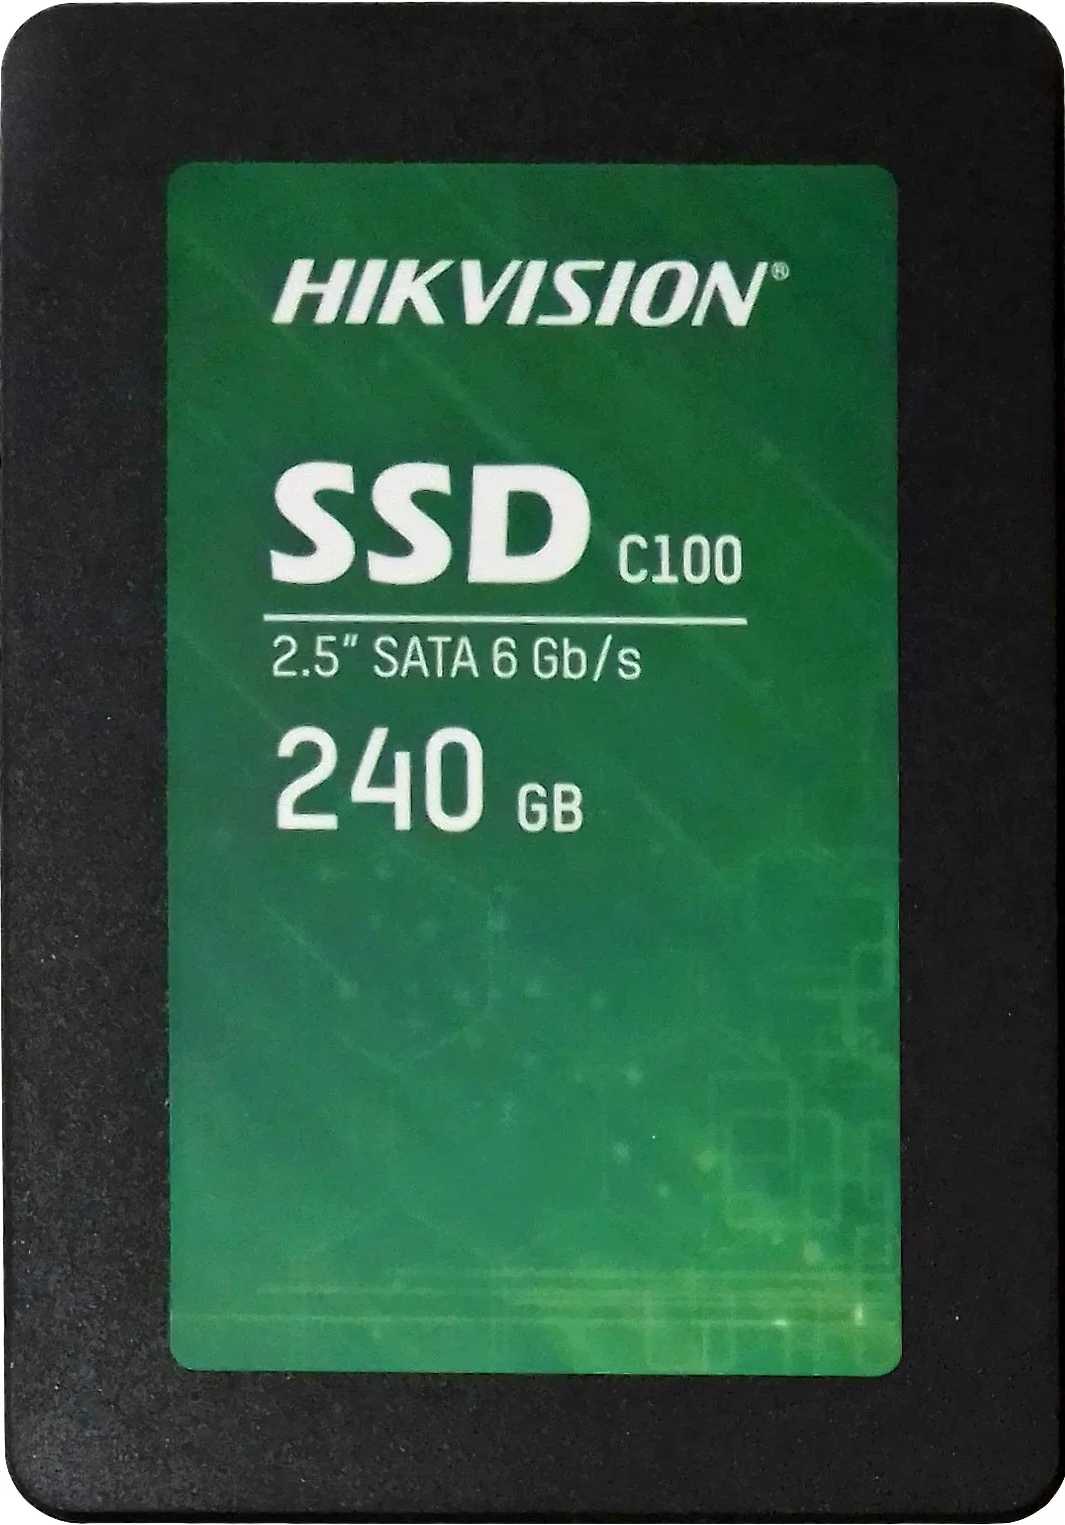 HIKVISION®
SSD C100
2.5" SATA 6 Gb/s
240 GB